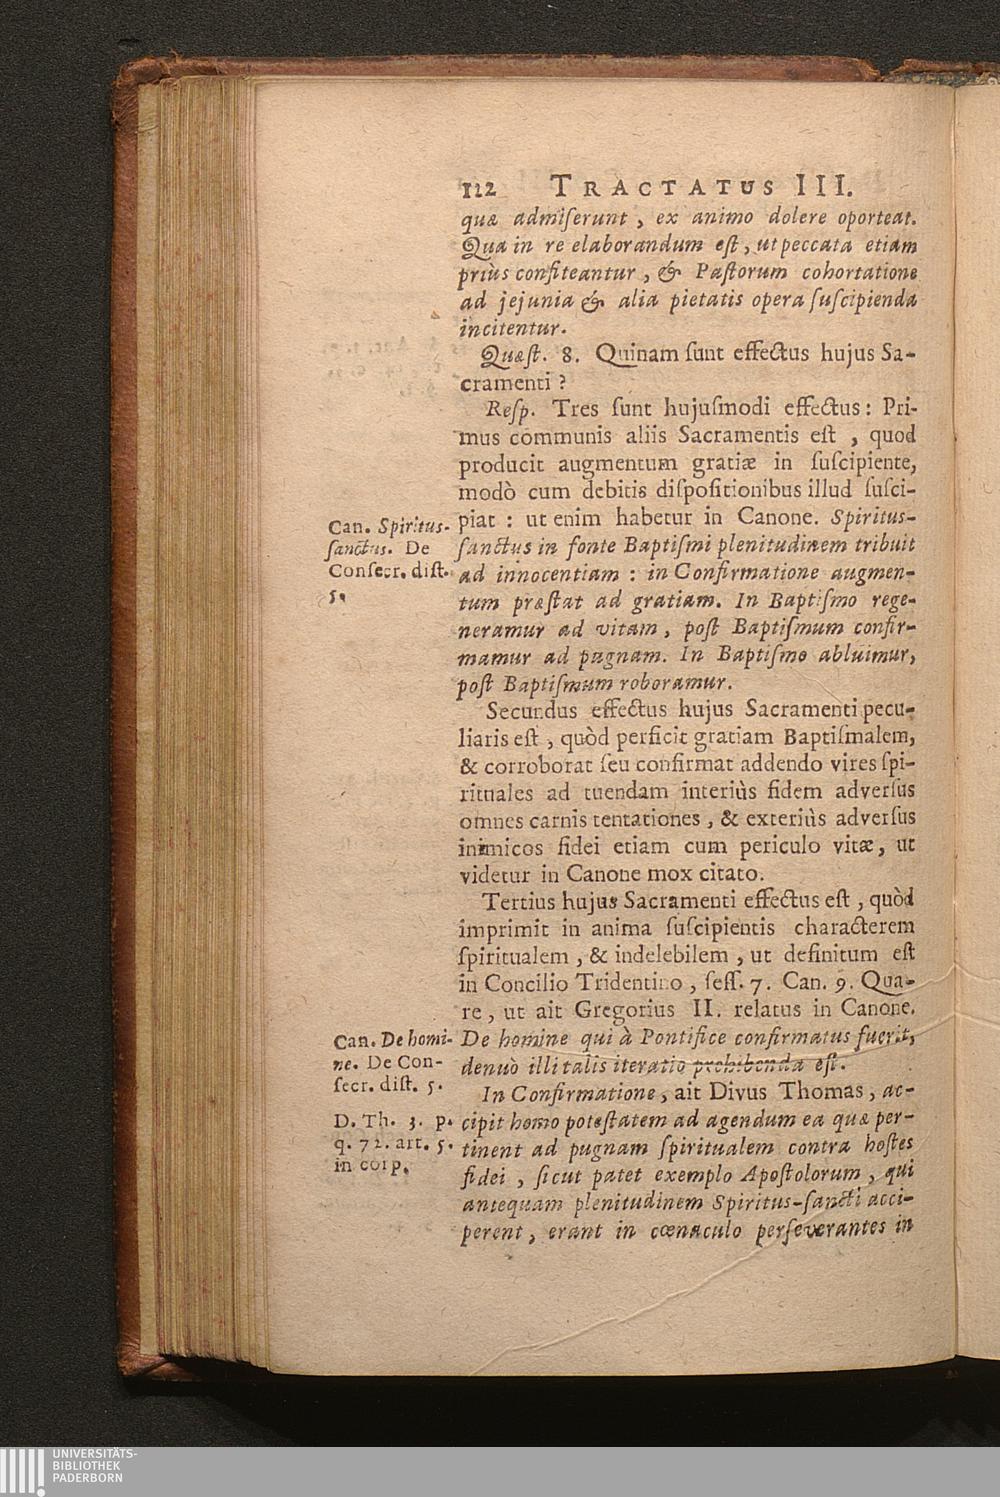 112 TRACTATUS III.
quæ admiſerunt, ex animo dolere oporteat.
Qua in re elaborandum eſt, ut peccata etiam
priùs confiteantur, & Paſtorum cohortatione
ad jejunia & alia pietatis opera ſuſcipienda
incitentur.
Quæſt. 8. Quinam ſunt effectus hujus Sa-
cramenti?
Reſp. Tres ſunt hujuſmodi effectus: Pri-
mus communis aliis Sacramentis eſt, quod
producit augmentum gratiæ in ſuſcipiente,
modò cum debitis diſpoſitionibus illud ſuſci-
piat: ut enim habetur in Canone. Spiritus-
ſanctus in fonte Baptiſmi plenitudinem tribuit
ad innocentiam: in Confirmatione augmen-
tum præſtat ad gratiam. In Baptiſmo rege-
neramur ad vitam, poſt Baptiſmum confir-
mamur ad pugnam. In Baptiſmo abluimur,
poſt Baptiſmum roboramur.
Can. Spiritus-
ſanctus. De
Conſecr. diſt.
5.
Secundus effectus hujus Sacramenti pecu-
liaris eſt, quòd perficit gratiam Baptiſmalem,
& corroborat ſeu confirmat addendo vires ſpi-
rituales ad tuendam interiùs fidem adverſus
omnes carnis tentationes, & exteriùs adverſus
inimicos fidei etiam cum periculo vitæ, ut
videtur in Canone mox citato.
Tertius hujus Sacramenti effectus eſt, quòd
imprimit in anima ſuſcipientis characterem
ſpiritualem, & indelebilem, ut definitum eſt
in Concilio Tridentino, ſeſſ. 7. Can. 9. Qua-
re, ut ait Gregorius II. relatus in Canone.
De homine qui à Pontifice confirmatus fuerit,
denuò illi talis iteratio prohibenda eſt.
Can. De homi-
ne. De Con-
ſecr. diſt. 5.
In Confirmatione, ait Divus Thomas, ac-
cipit homo poteſtatem ad agendum ea quæ per-
tinent ad pugnam ſpiritualem contra hoſtes
fidei, ſicut patet exemplo Apoſtolorum, qui
antequam plenitudinem Spiritus-ſancti acci-
perent, erant in cœnaculo perſeverantes in
D. Th. 3. p.
q. 72. art. 5.
in corp.
UNIVERSITÄTS-
BIBLIOTHEK
PADERBORN